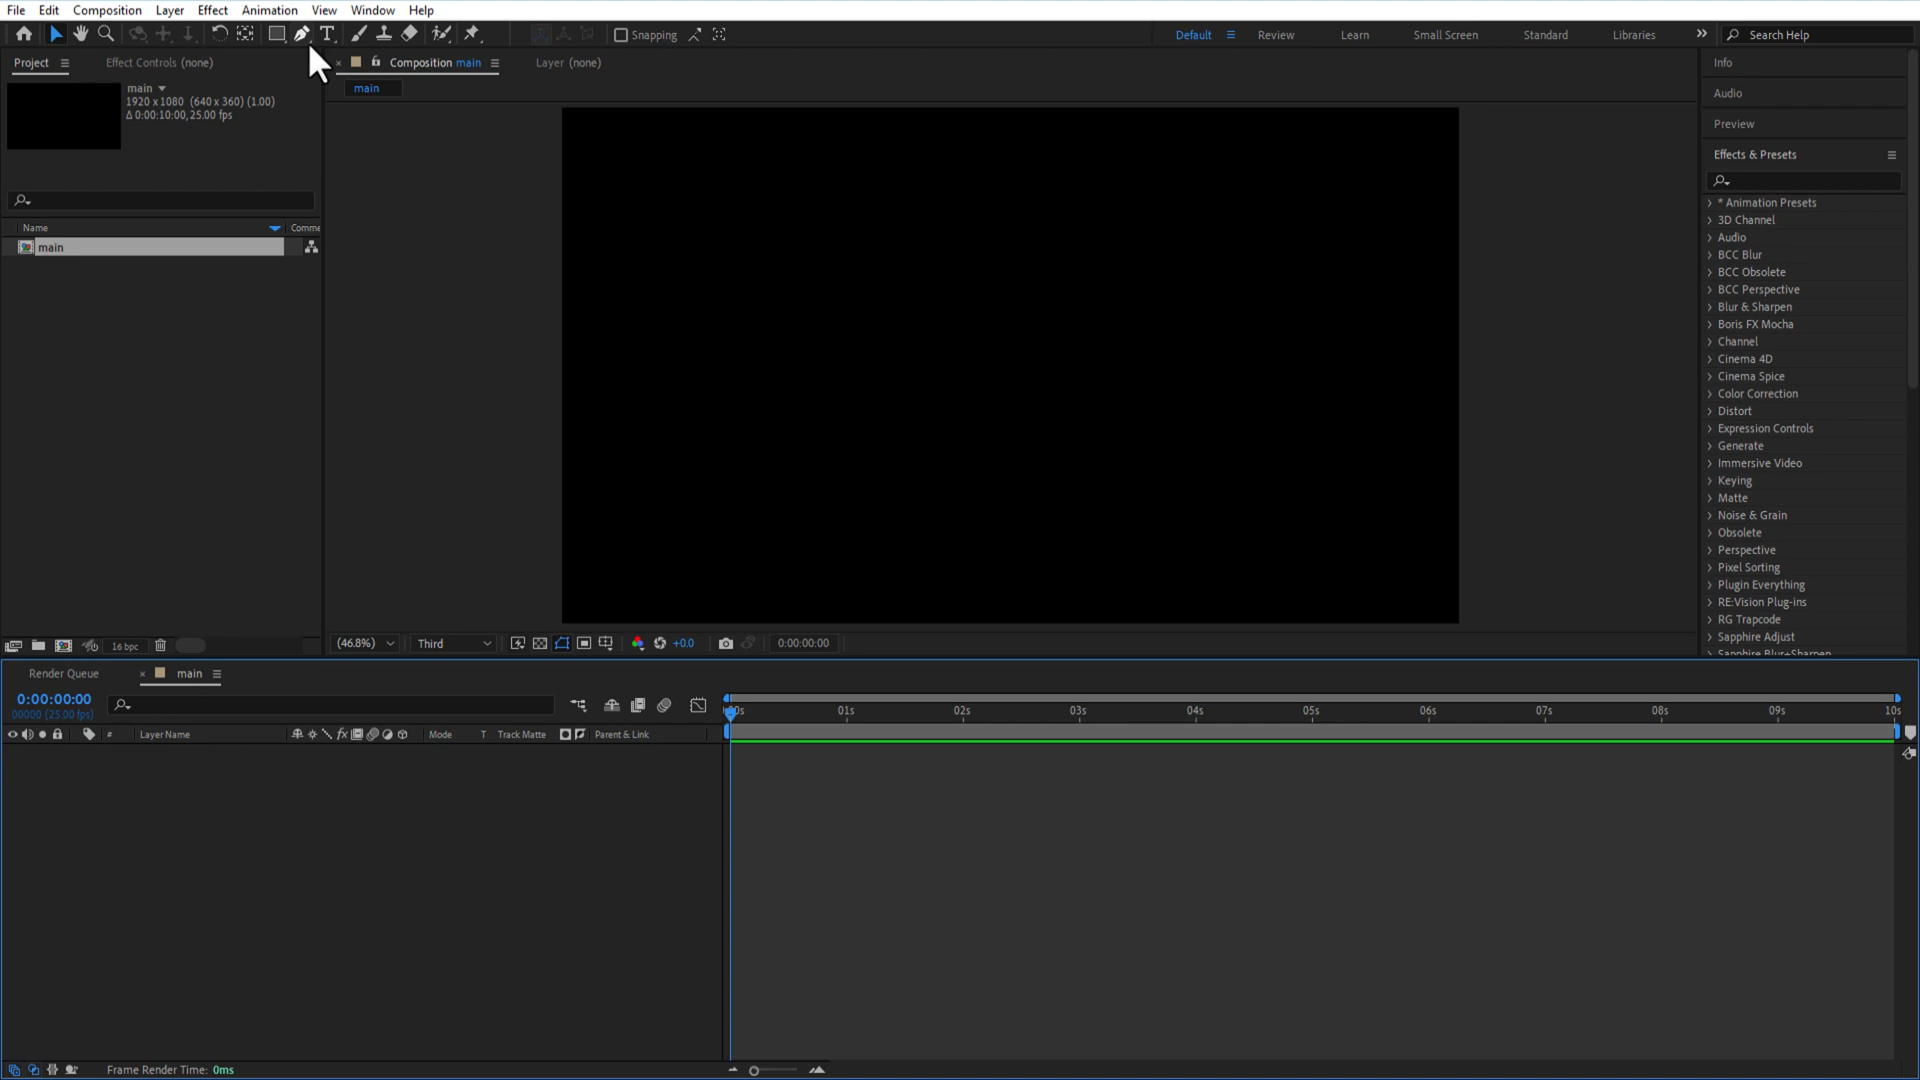 File Edit Composition Layer Effect Animation View Window Help
Snapping
Default Review Learn Small Screen Standard Libraries Search Help
Project Effect Controls (none)
Composition main Layer (none)
main
main
1920 x 1080 (640 x 360) (1.00)
Δ 0:00:10:00, 25.00 fps
Name Comme
main
16 bpc
(46.8%) Third +0.0 0:00:00:00
Info
Audio
Preview
Effects & Presets
* Animation Presets
3D Channel
Audio
BCC Blur
BCC Obsolete
BCC Perspective
Blur & Sharpen
Boris FX Mocha
Channel
Cinema 4D
Cinema Spice
Color Correction
Distort
Expression Controls
Generate
Immersive Video
Keying
Matte
Noise & Grain
Obsolete
Perspective
Pixel Sorting
Plugin Everything
RE:Vision Plug-ins
RG Trapcode
Sapphire Adjust
Sapphire Blur+Sharpen
Render Queue main
0:00:00:00
00000 (25.00 fps)
# Layer Name Mode T Track Matte Parent & Link
01s 02s 03s 04s 05s 06s 07s 08s 09s 10s
Frame Render Time: 0ms